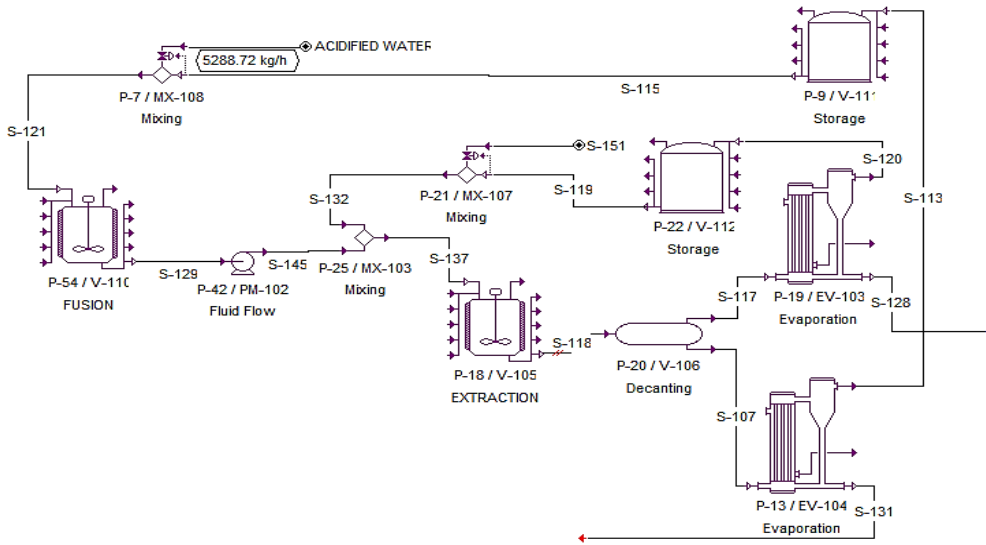 ACIDIFIED WATER
5288.72 kg/h
P-7 / MX-108
Mixing
S-115
P-9 / V-111
Storage
S-121
S-151
S-120
P-21 / MX-107
Mixing
S-119
S-132
S-113
P-22 / V-112
Storage
P-54 / V-110
FUSION
S-129
P-42 / PM-102
Fluid Flow
S-145
P-25 / MX-103
Mixing
S-137
S-117
P-19 / EV-103
Evaporation
S-128
S-118
P-18 / V-105
EXTRACTION
P-20 / V-106
Decanting
S-107
P-13 / EV-104
Evaporation
S-131